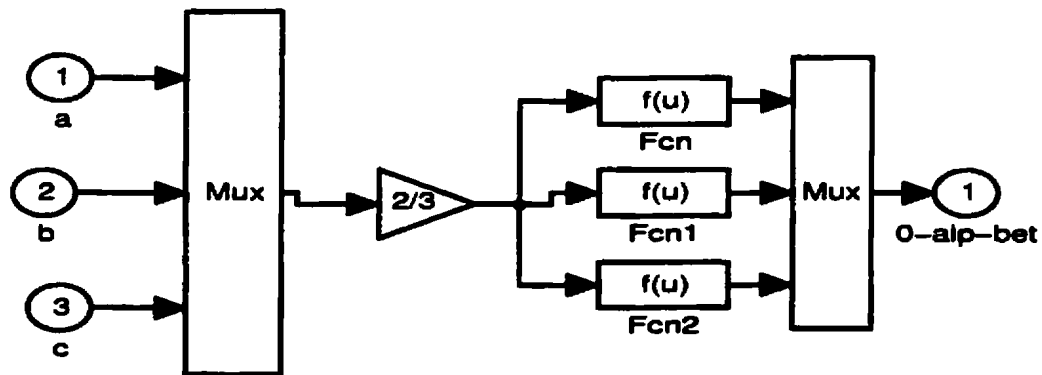 1
a
2
b
3
c
Mux
2/3
f(u)
Fcn
f(u)
Fcn1
f(u)
Fcn2
Mux
1
0-alp-bet